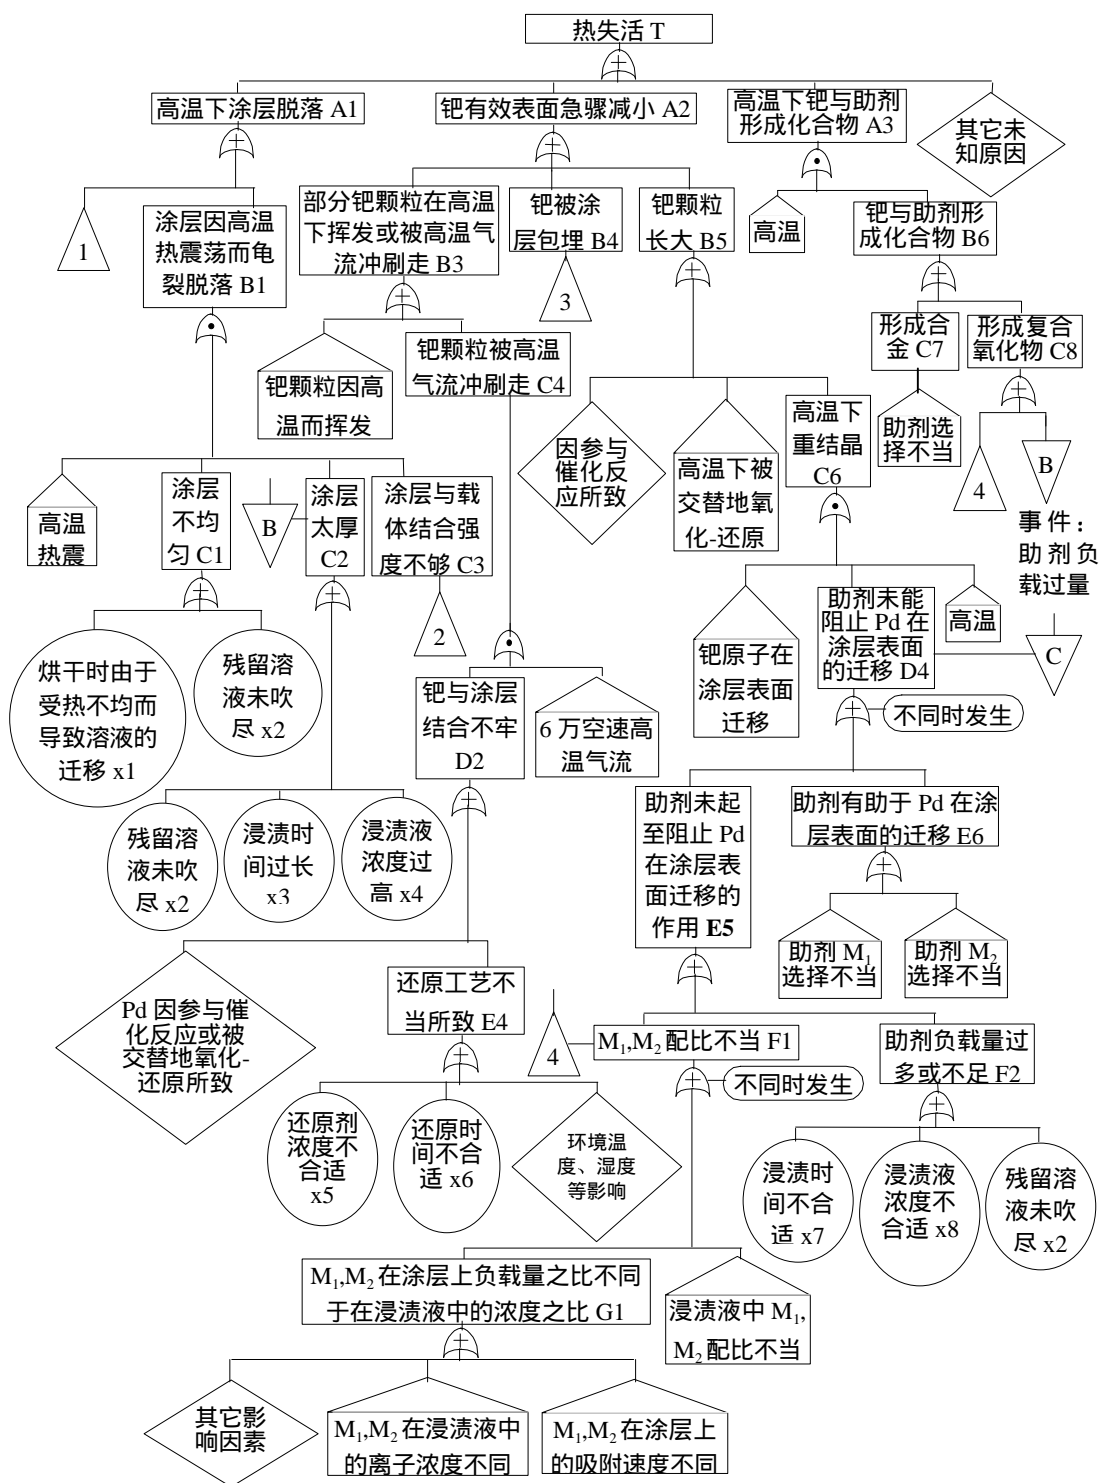 热失活 T
高温下涂层脱落 A1
钯有效表面急骤减小 A2
高温下钯与助剂
形成化合物 A3
其它未
知原因
1
涂层因高温
热震荡而龟
裂脱落 B1
部分钯颗粒在高温
下挥发或被高温气
流冲刷走 B3
钯被涂
层包埋 B4
3
钯颗粒
长大 B5
高温
钯与助剂形
成化合物 B6
钯颗粒因高
温而挥发
钯颗粒被高温
气流冲刷走 C4
形成合
金 C7
形成复合
氧化物 C8
因参与
催化反
应所致
高温下被
交替地氧
化-还原
高温下
重结晶
C6
助剂选
择不当
4
B
事件：
助剂负
载过量
高温
热震
涂层
不均
匀 C1
B
涂层
太厚
C2
涂层与载
体结合强
度不够 C3
2
烘干时由于
受热不均而
导致溶液的
迁移 x1
残留溶
液未吹
尽 x2
钯与涂层
结合不牢
D2
6 万空速高
温气流
钯原子在
涂层表面
迁移
助剂未能
阻止 Pd 在
涂层表面
的迁移 D4
高温
C
不同时发生
残留溶
液未吹
尽 x2
浸渍时
间过长
x3
浸渍液
浓度过
高 x4
助剂未起
至阻止 Pd
在涂层表
面迁移的
作用 E5
助剂有助于 Pd 在涂
层表面的迁移 E6
助剂 M₁
选择不当
助剂 M₂
选择不当
Pd 因参与催
化反应或被
交替地氧化-
还原所致
还原工艺不
当所致 E4
4
M₁,M₂ 配比不当 F1
助剂负载量过
多或不足 F2
不同时发生
还原剂
浓度不
合适
x5
还原时
间不合
适 x6
环境温
度、湿度
等影响
浸渍时
间不合
适 x7
浸渍液
浓度不
合适 x8
残留溶
液未吹
尽 x2
M₁,M₂ 在涂层上负载量之比不同
于在浸渍液中的浓度之比 G1
浸渍液中 M₁,
M₂ 配比不当
其它影
响因素
M₁,M₂ 在浸渍液中
的离子浓度不同
M₁,M₂ 在涂层上
的吸附速度不同